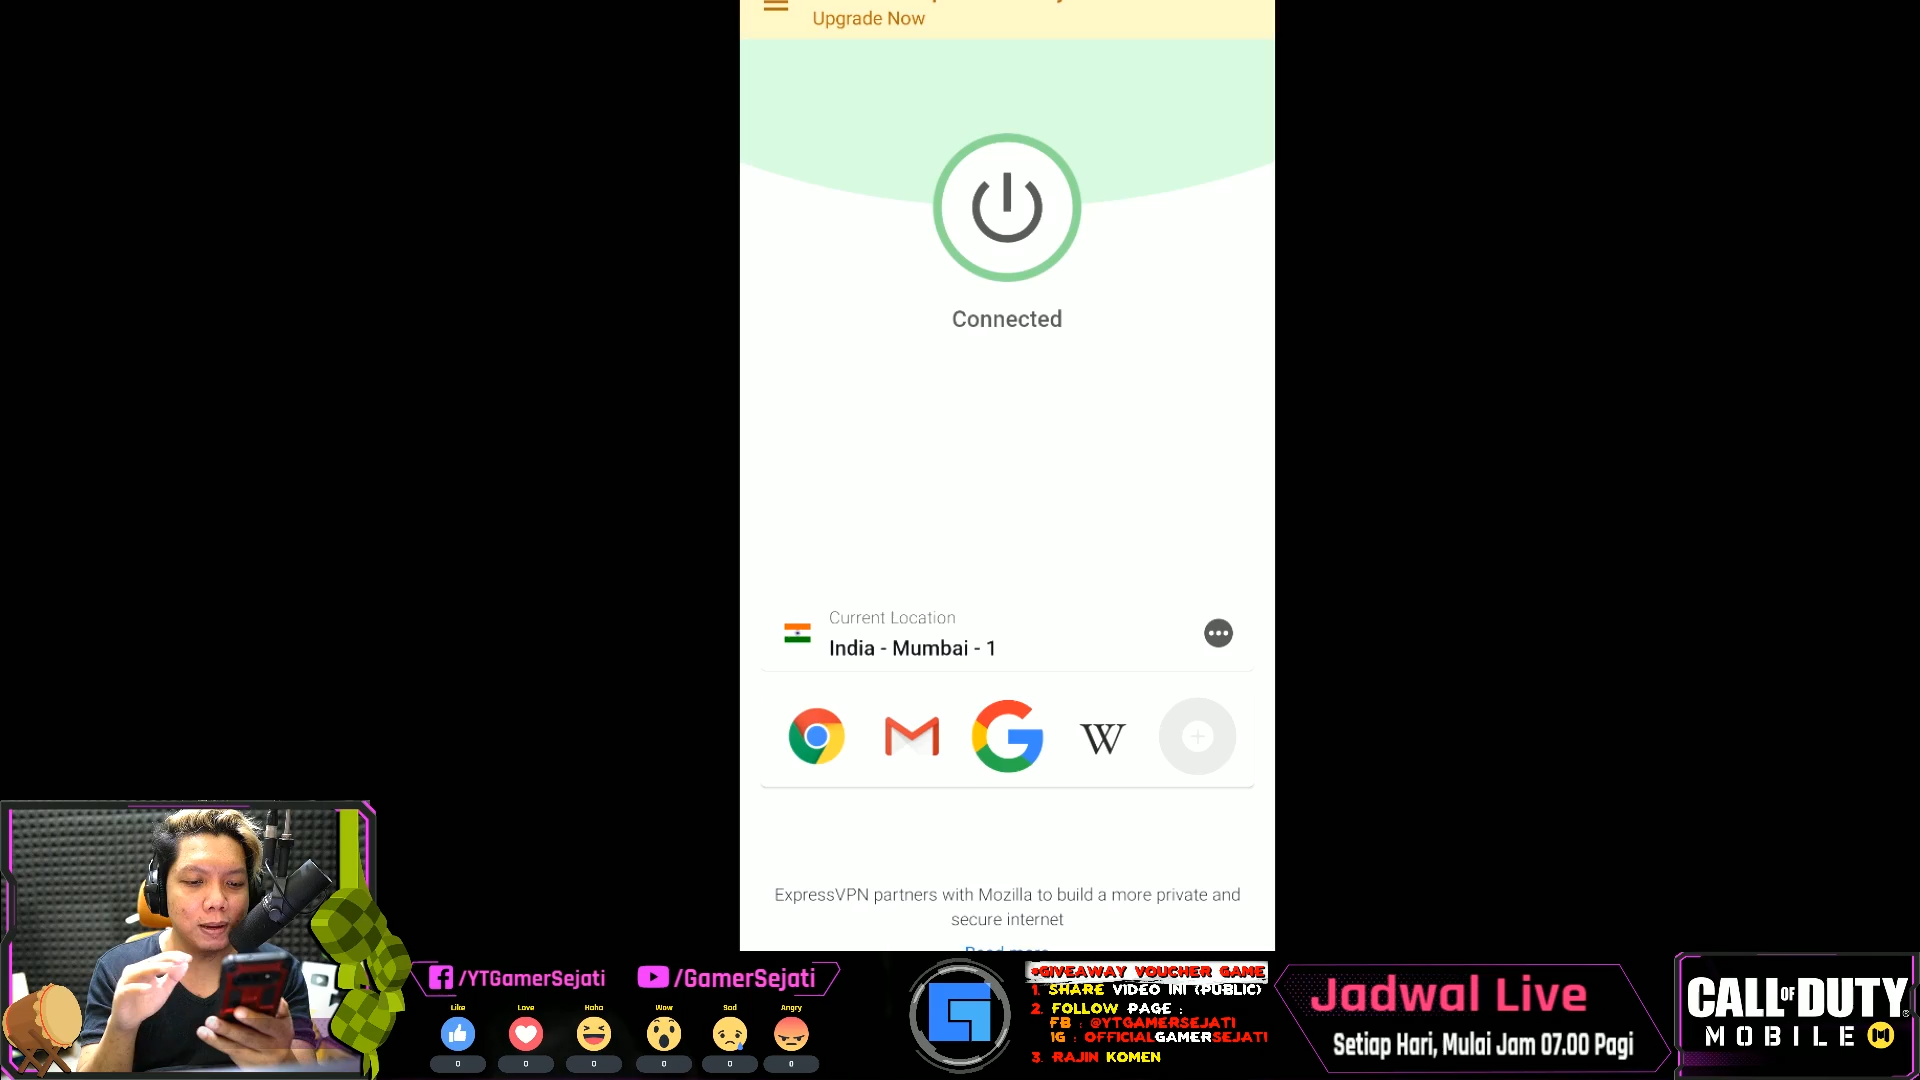 Upgrade Now
Connected
Current Location
India - Mumbai - 1
W
ExpressVPN partners with Mozilla to build a more private and
secure internet
Read more
/YTGamerSejati
/GamerSejati
Like
Love
Haha
Wow
Sad
Angry
0
0
0
0
0
0
*GIVEAWAY VOUCHER GAME
1. SHARE VIDEO INI (PUBLIC)
2. FOLLOW PAGE :
FB : @YTGAMERSEJATI
IG : OFFICIALGAMERSEJATI
3. RAJIN KOMEN
Jadwal Live
Setiap Hari, Mulai Jam 07.00 Pagi
CALL OF DUTY®
MOBILE